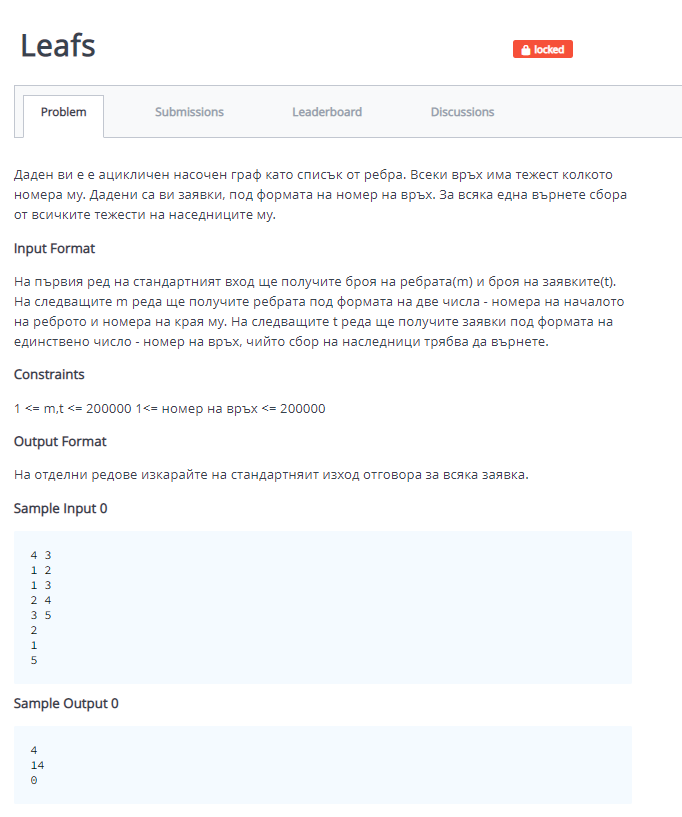 Leafs
locked
Problem
Submissions
Leaderboard
Discussions
Даден ви е е ацикличен насочен граф като списък от ребра. Всеки връх има тежест колкото
номера му. Дадени са ви заявки, под формата на номер на връх. За всяка една върнете сбора
от всичките тежести на наседниците му.
Input Format
На първия ред на стандартният вход ще получите броя на ребрата(m) и броя на заявките(t).
На следващите m реда ще получите ребрата под формата на две числа - номера на началото
на реброто и номера на края му. На следващите t реда ще получите заявки под формата на
единствено число - номер на връх, чийто сбор на наследници трябва да върнете.
Constraints
1 <= m,t <= 200000 1<= номер на връх <= 200000
Output Format
На отделни редове изкарайте на стандартняит изход отговора за всяка заявка.
Sample Input 0
4 3
1 2
1 3
2 4
3 5
2
1
5
Sample Output 0
4
14
0